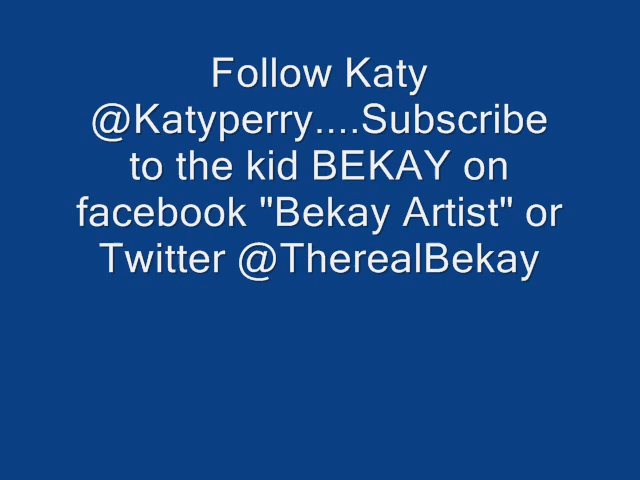 Follow Katy
@Katyperry....Subscribe
to the kid BEKAY on
facebook "Bekay Artist" or
Twitter @TherealBekay